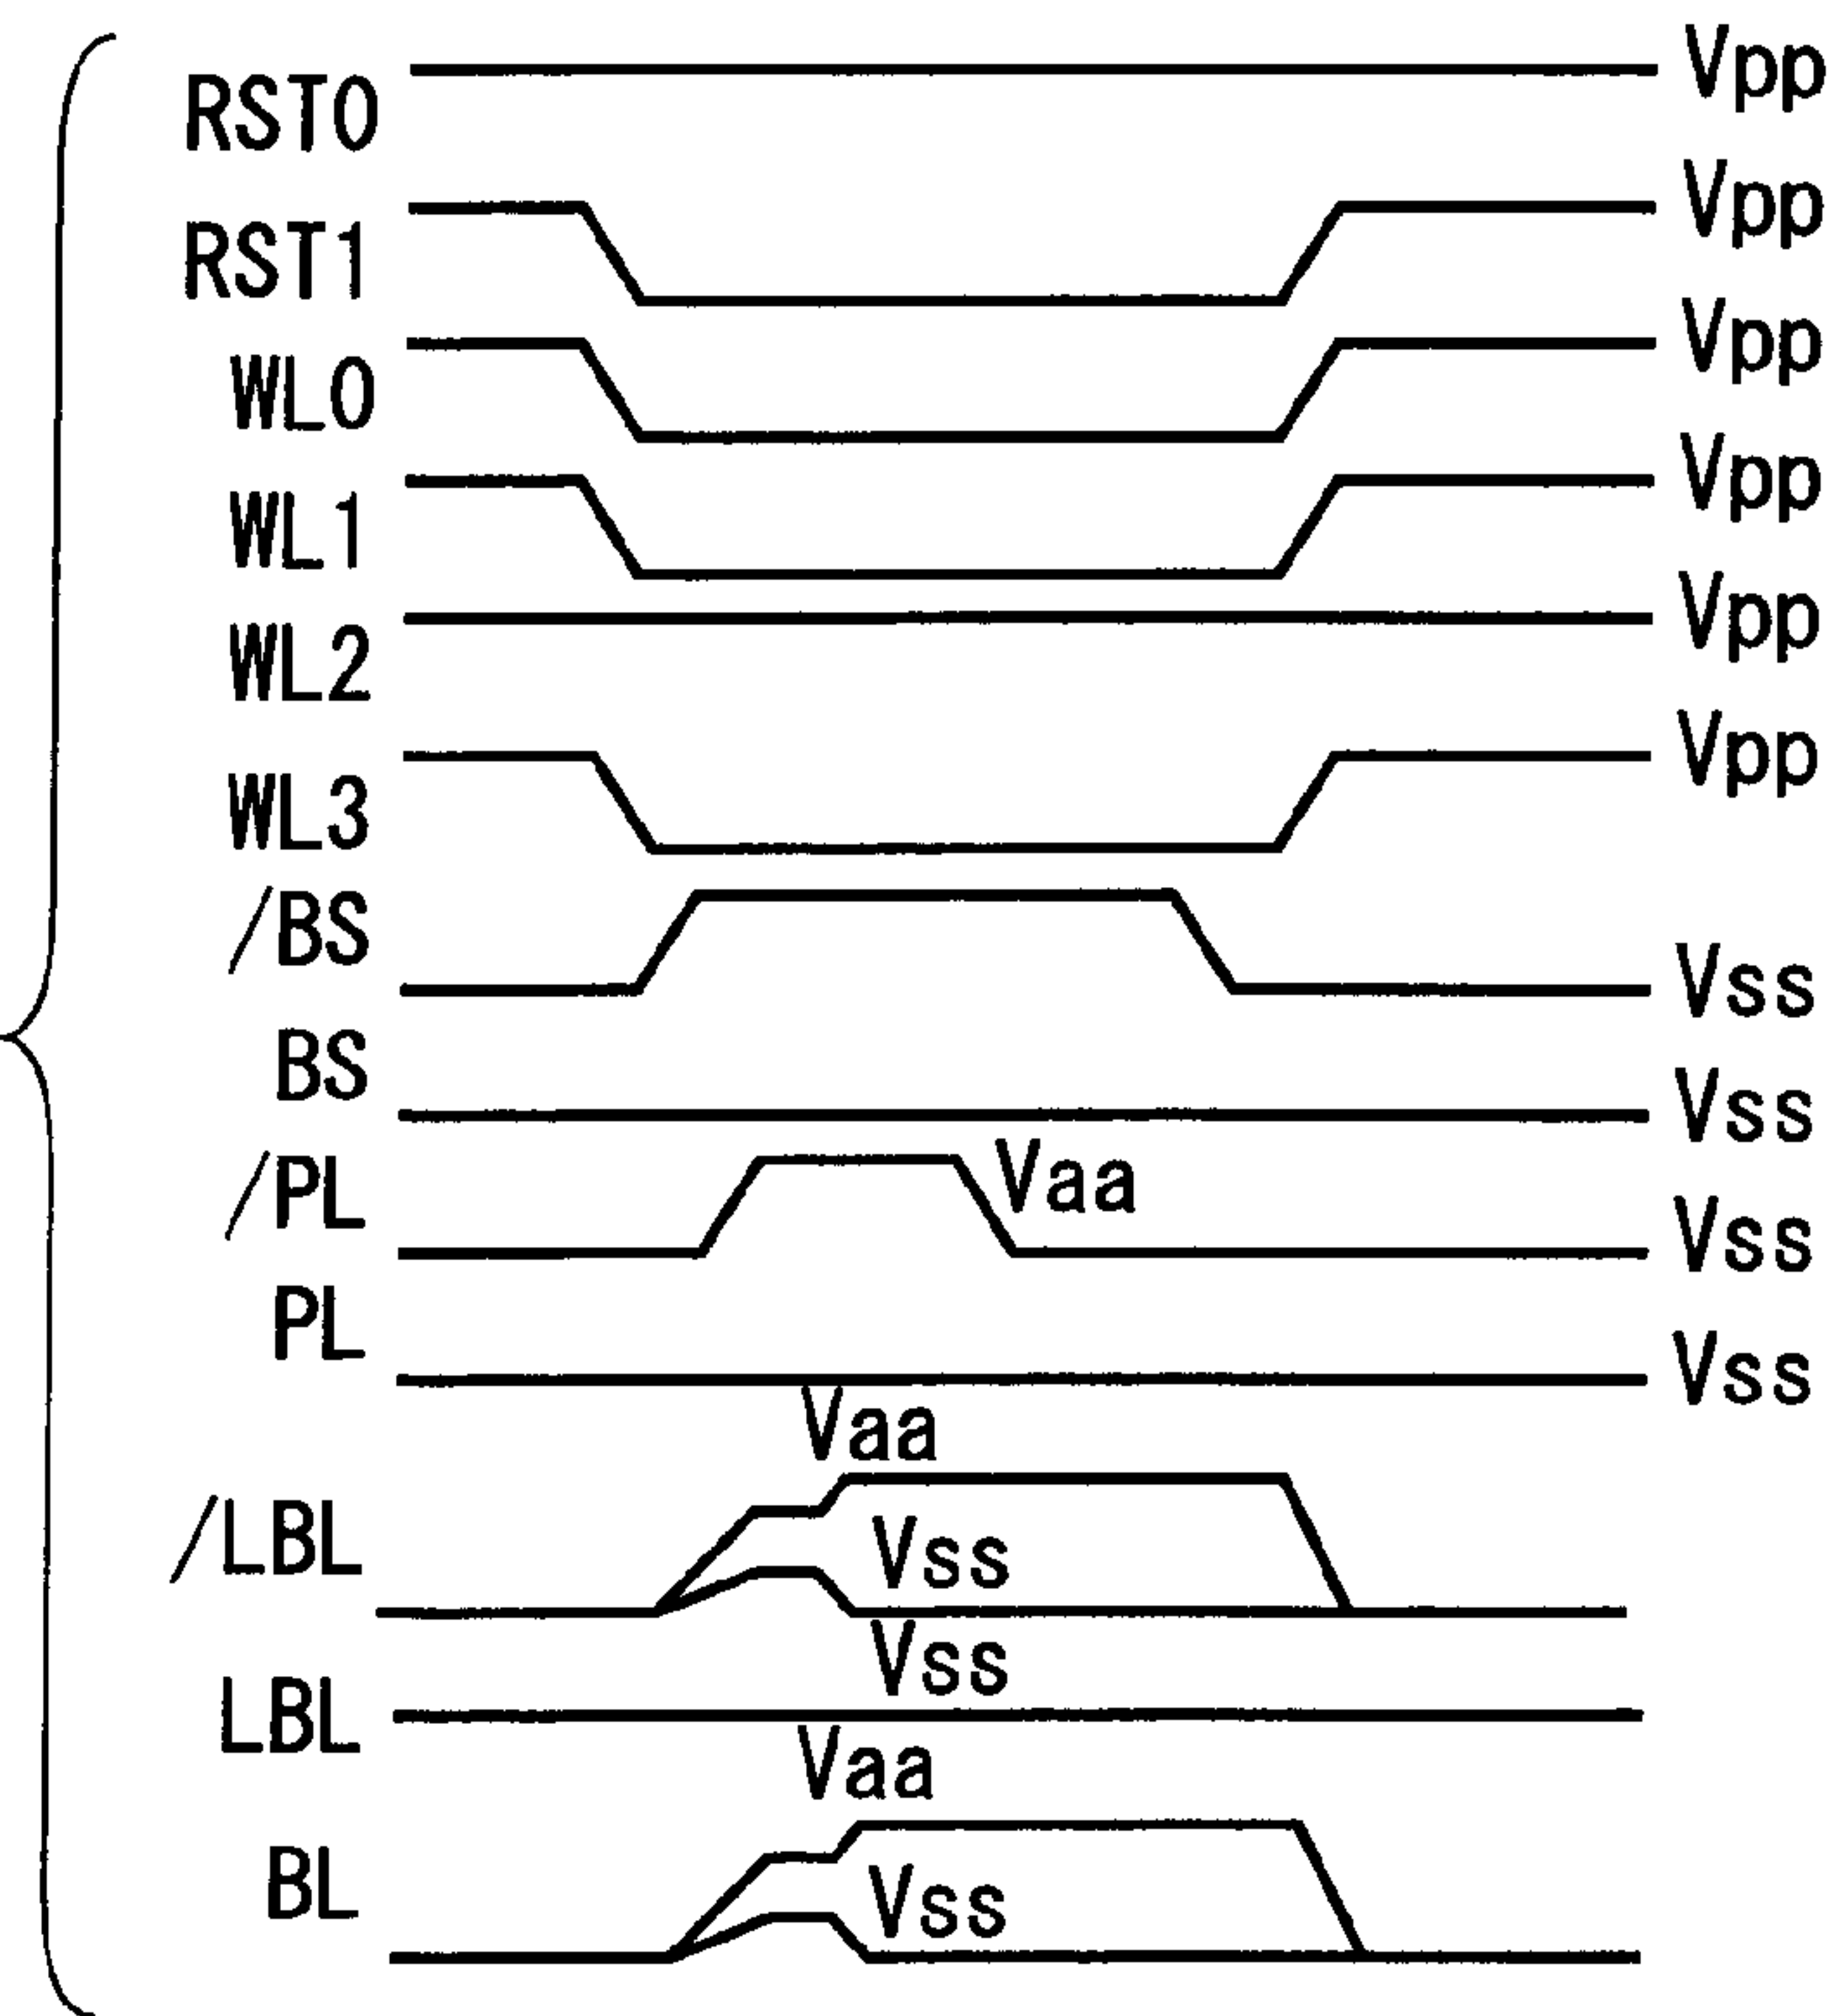 RST0 Vpp
RST1 Vpp
WL0 Vpp
WL1 Vpp
WL2 Vpp
WL3 Vpp
/BS Vss
BS Vss
/PL Vaa Vss
PL Vss
Vaa
/LBL Vss
Vss
LBL
Vaa
BL Vss